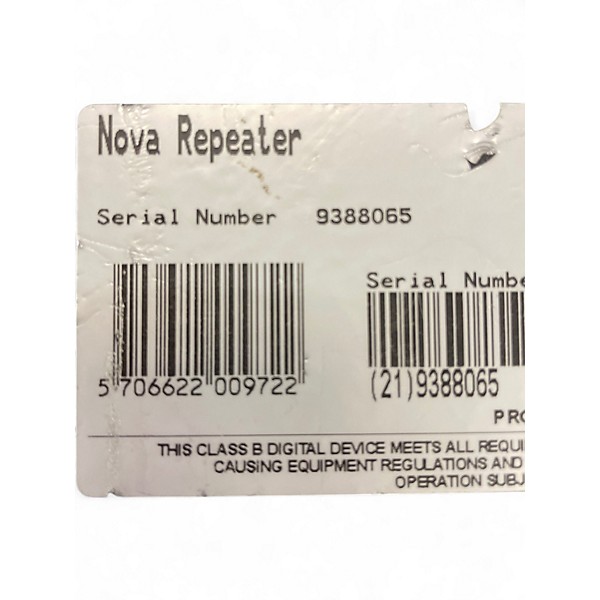 Nova Repeater
Serial Number 9388065
Serial Numbe
5 706622 009722
(21)9388065
PRO
THIS CLASS B DIGITAL DEVICE MEETS ALL REQUI
CAUSING EQUIPMENT REGULATIONS AND
OPERATION SUBJ